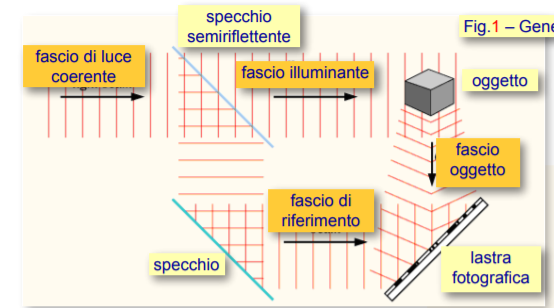 specchio
semiriflettente
Fig.1 – Gene
fascio di luce
coerente
fascio illuminante
oggetto
fascio
oggetto
fascio di
riferimento
specchio
lastra
fotografica